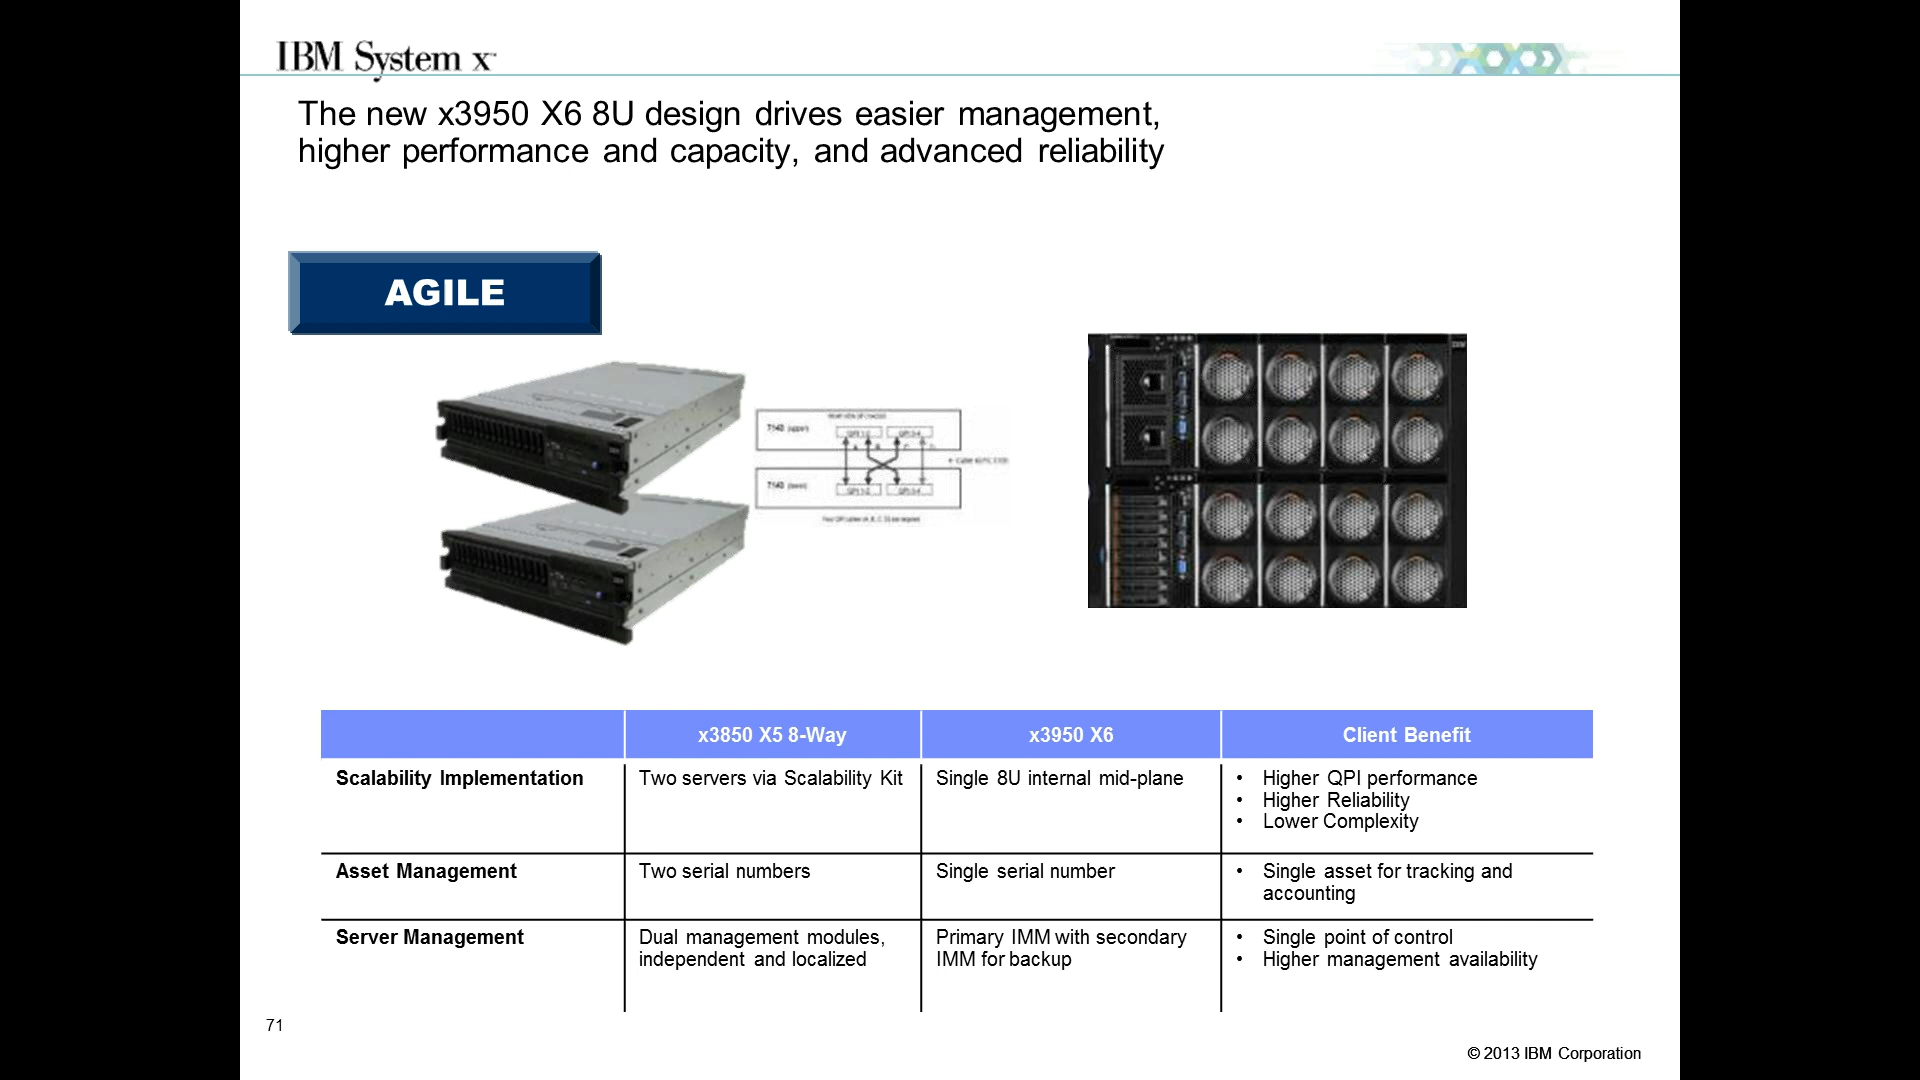 IBM System x™
The new x3950 X6 8U design drives easier management,
higher performance and capacity, and advanced reliability
AGILE
7143
7143
x3850 X5 8-Way
x3950 X6
Client Benefit
Scalability Implementation
Two servers via Scalability Kit
Single 8U internal mid-plane
• Higher QPI performance
• Higher Reliability
• Lower Complexity
Asset Management
Two serial numbers
Single serial number
• Single asset for tracking and
accounting
Server Management
Dual management modules,
independent and localized
Primary IMM with secondary
IMM for backup
• Single point of control
• Higher management availability
71
© 2013 IBM Corporation